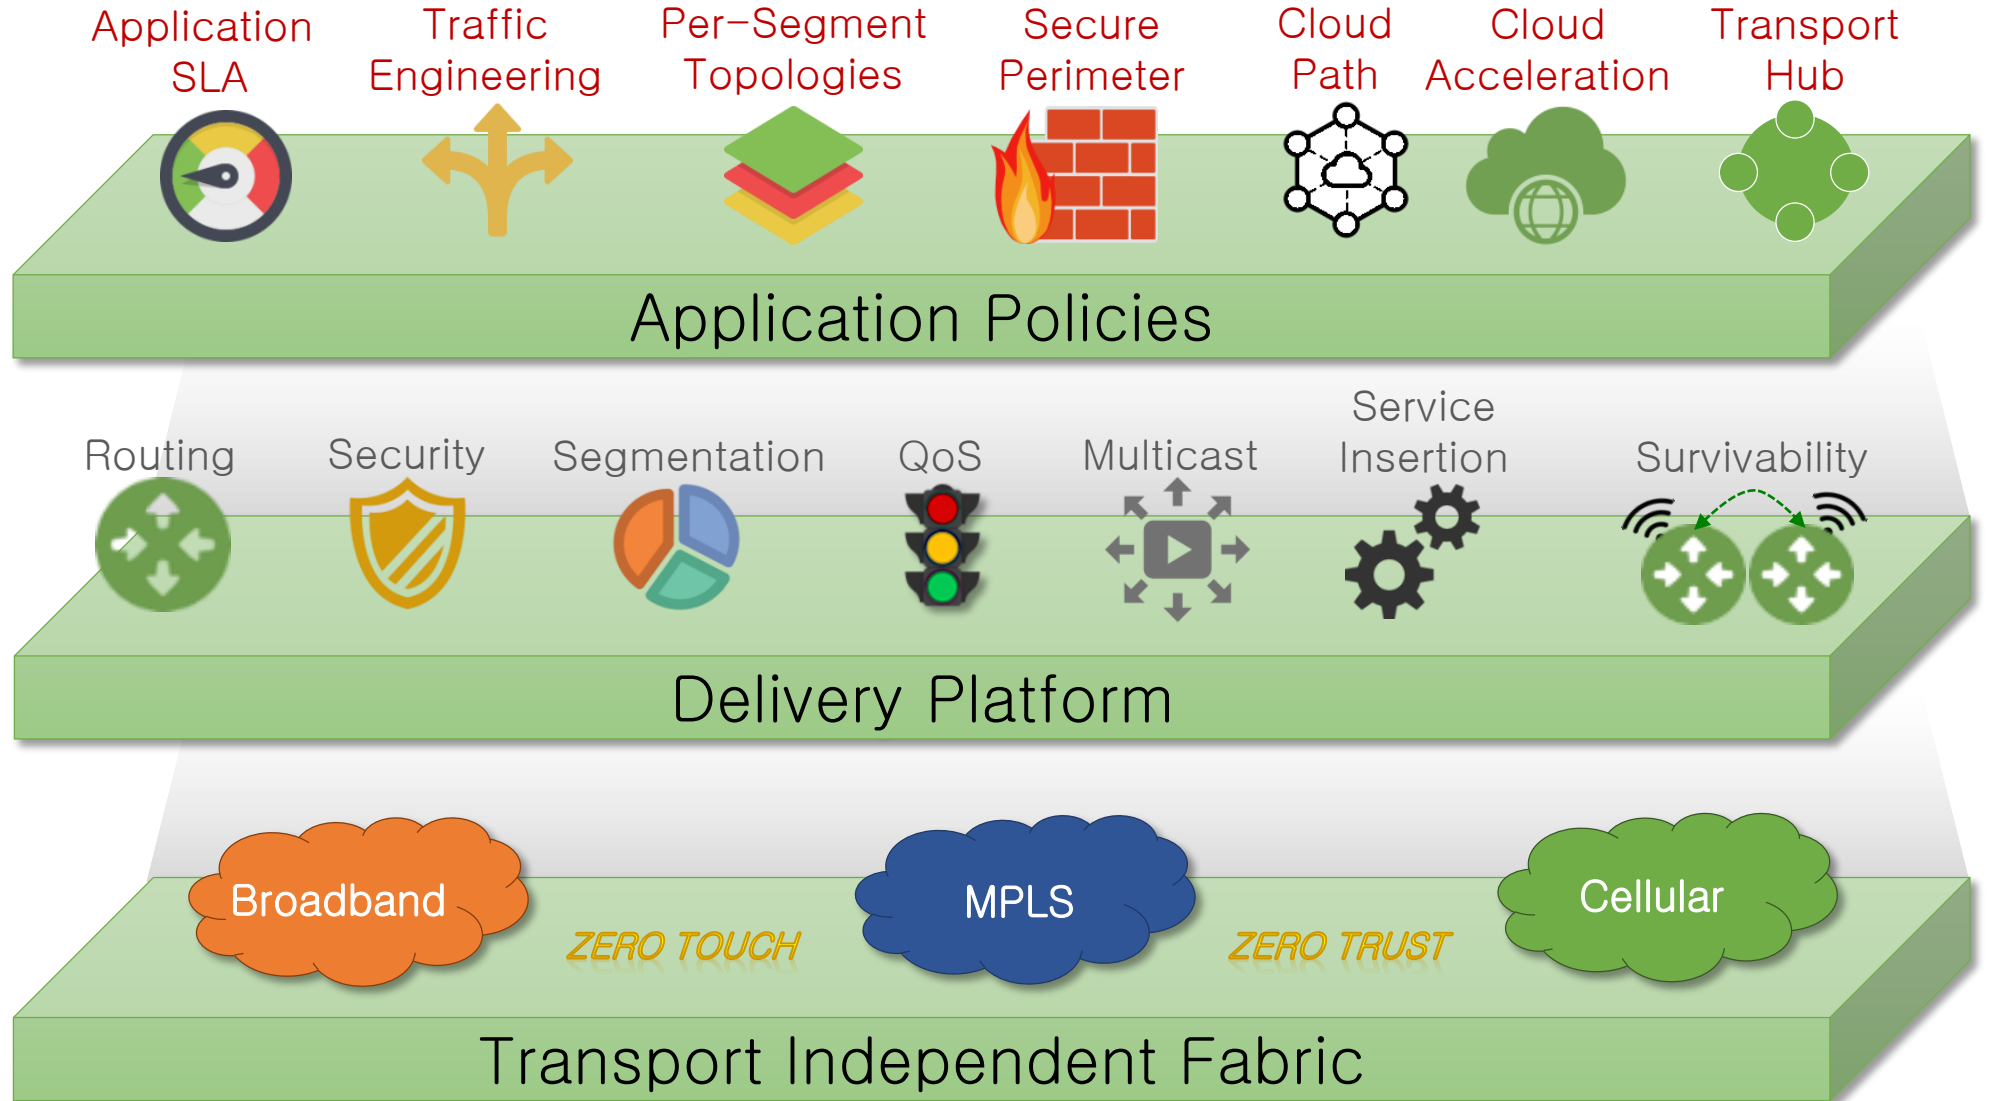 Application
SLA
Traffic
Engineering
Per-Segment
Topologies
Secure
Perimeter
Cloud
Path
Cloud
Acceleration
Transport
Hub
Application Policies
Routing
Security
Segmentation
QoS
Multicast
Service
Insertion
Survivability
Delivery Platform
Broadband
ZERO TOUCH
MPLS
ZERO TRUST
Cellular
Transport Independent Fabric